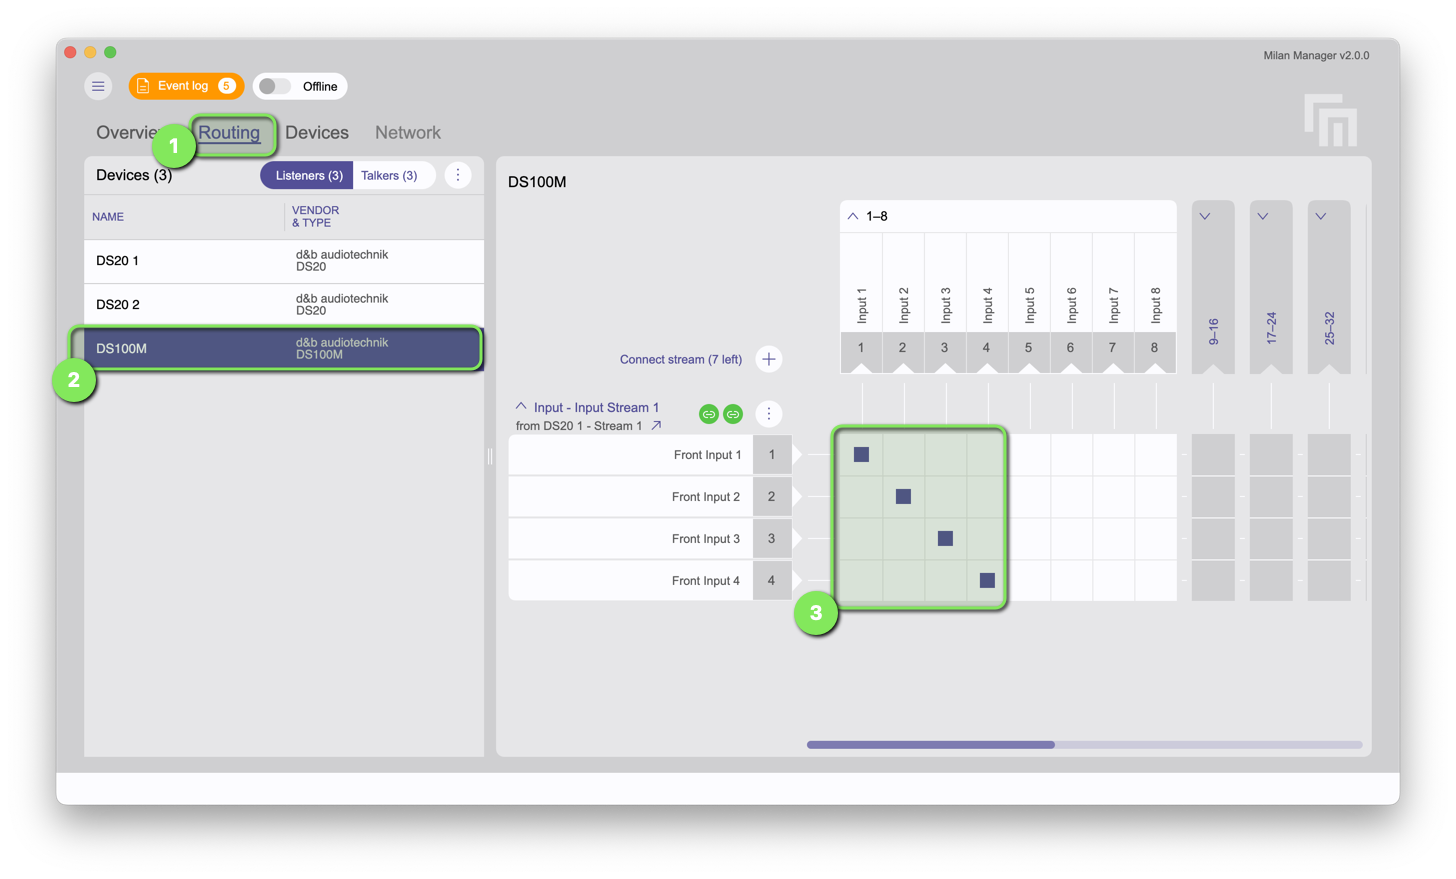 Milan Manager v2.0.0
Event log 5
Offline
Overview Routing Devices Network
1
Devices (3) Listeners (3) Talkers (3)
NAME VENDOR & TYPE
DS20 1 d&b audiotechnik DS20
DS20 2 d&b audiotechnik DS20
DS100M d&b audiotechnik DS100M
2
DS100M
1–8
Input 1 Input 2 Input 3 Input 4 Input 5 Input 6 Input 7 Input 8
9–16 17–24 25–32
Connect stream (7 left) 1 2 3 4 5 6 7 8
Input - Input Stream 1
from DS20 1 - Stream 1
Front Input 1 1
Front Input 2 2
Front Input 3 3
Front Input 4 4
3